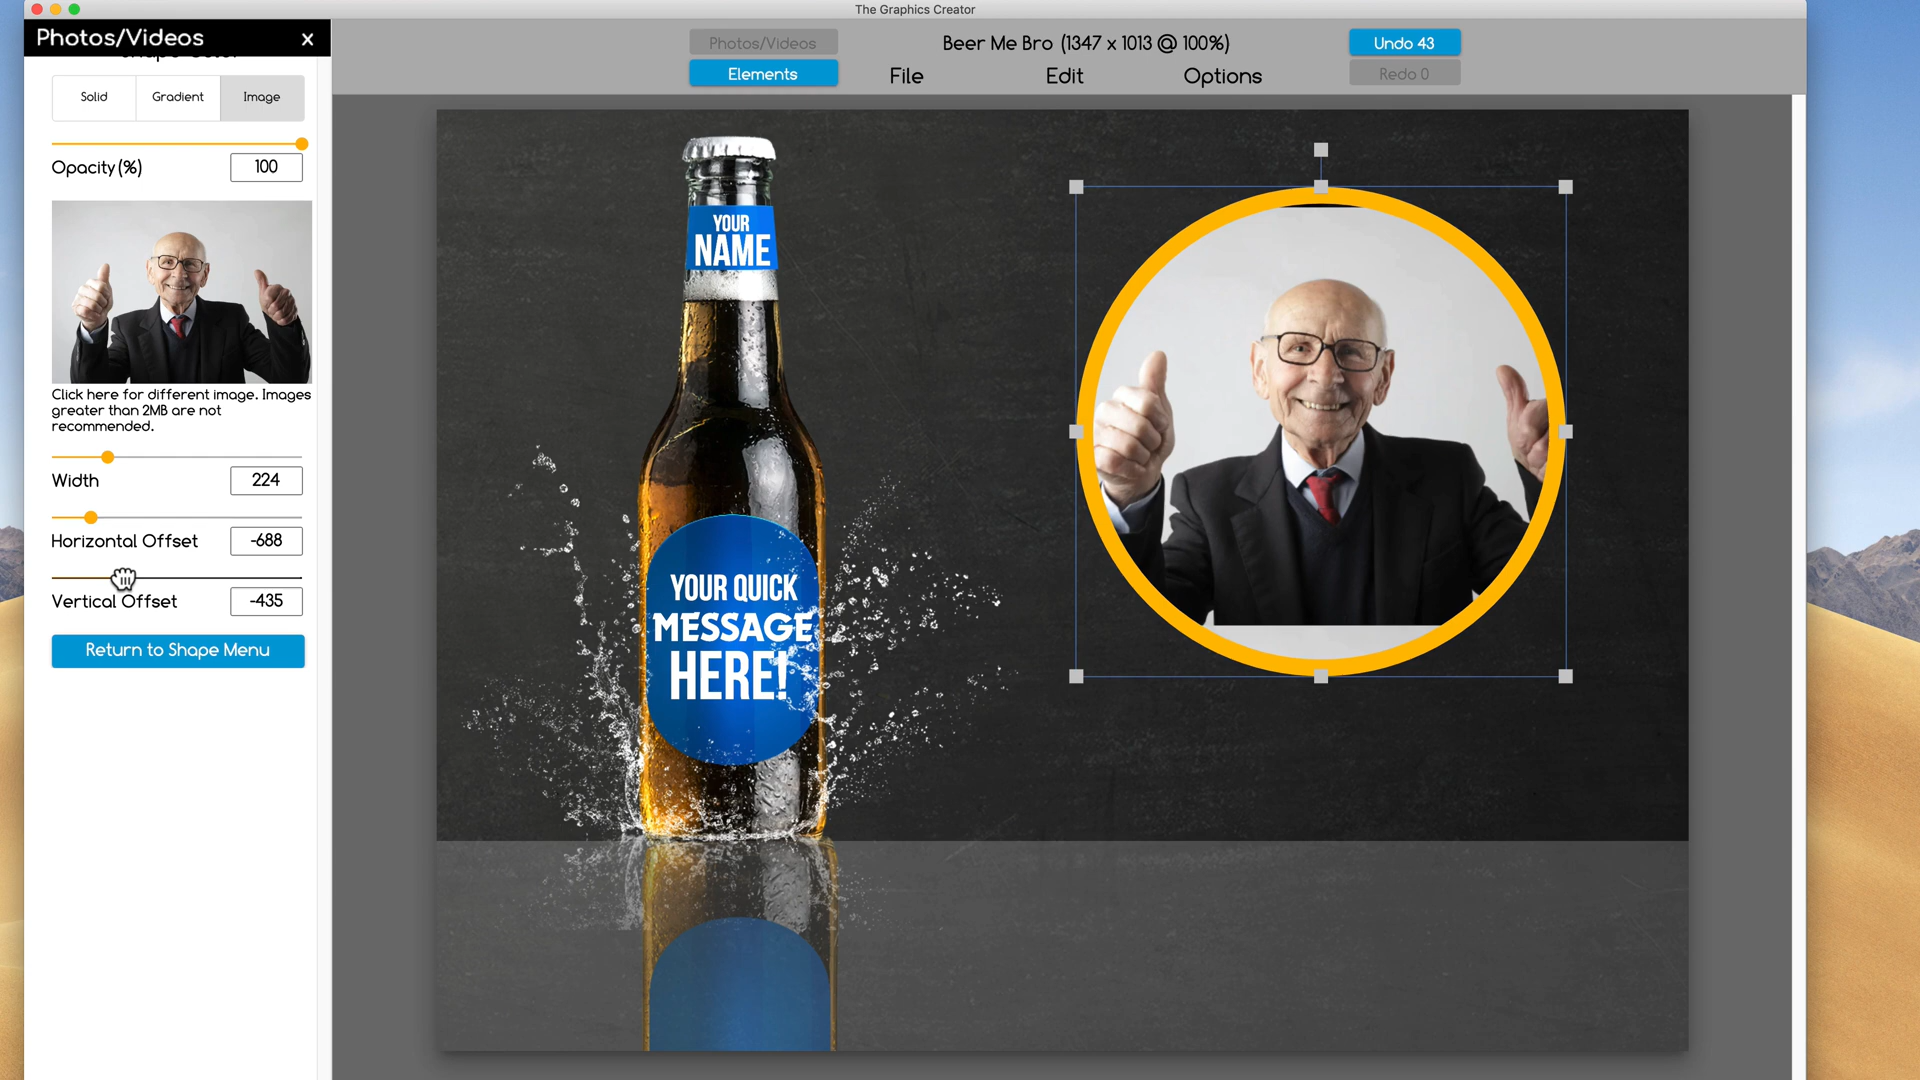 The Graphics Creator
Photos/Videos
X
Shape Color
Solid
Gradient
Image
Opacity(%)
100
Click here for different image. Images
greater than 2MB are not
recommended.
Width
224
Horizontal Offset
-688
Vertical Offset
-435
Return to Shape Menu
Photos/Videos
Elements
Beer Me Bro (1347 x 1013 @ 100%)
File
Edit
Options
Undo 43
Redo 0
YOUR
NAME
YOUR QUICK
MESSAGE
HERE!